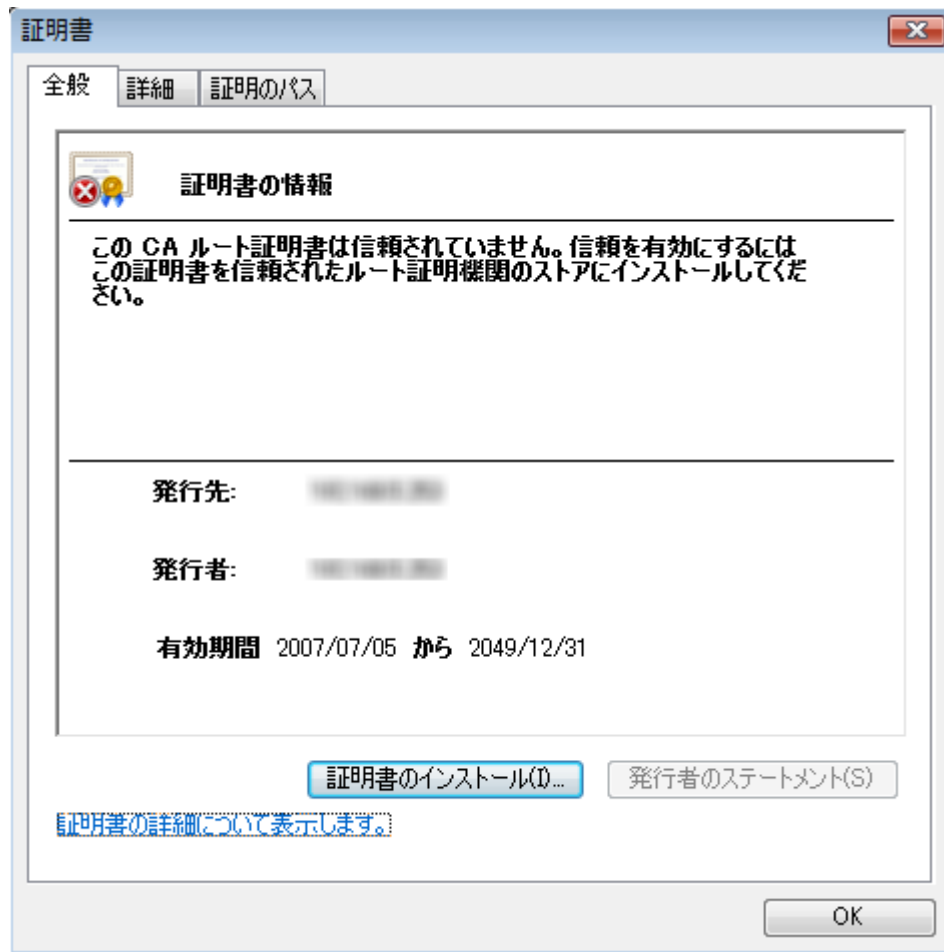 証明書
全般
詳細
証明のパス
証明書の情報
この CA ルート証明書は信頼されていません。信頼を有効にするには
この証明書を信頼されたルート証明機関のストアにインストールしてくだ
さい。
発行先:
発行者:
有効期間 2007/07/05 から 2049/12/31
証明書のインストール(I)...
発行者のステートメント(S)
証明書の詳細について表示します。
OK